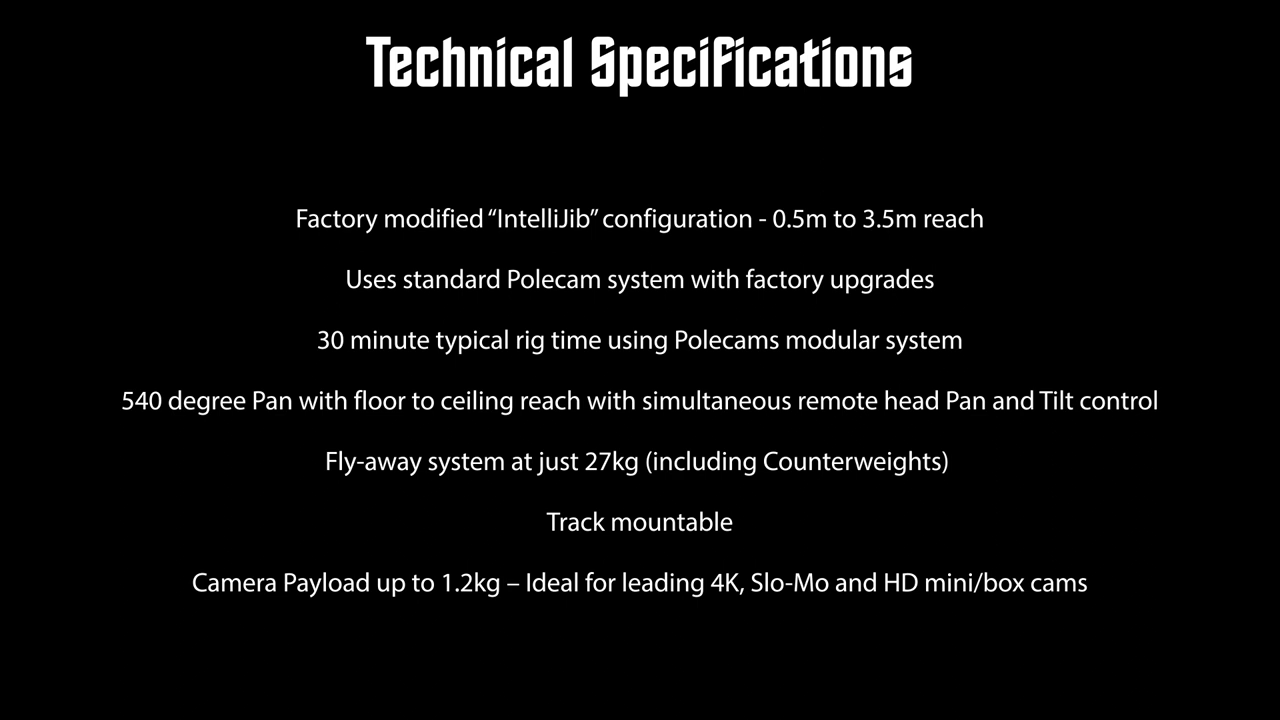 Technical Specifications
Factory modified “IntelliJib” configuration - 0.5m to 3.5m reach
Uses standard Polecam system with factory upgrades
30 minute typical rig time using Polecams modular system
540 degree Pan with floor to ceiling reach with simultaneous remote head Pan and Tilt control
Fly-away system at just 27kg (including Counterweights)
Track mountable
Camera Payload up to 1.2kg – Ideal for leading 4K, Slo-Mo and HD mini/box cams